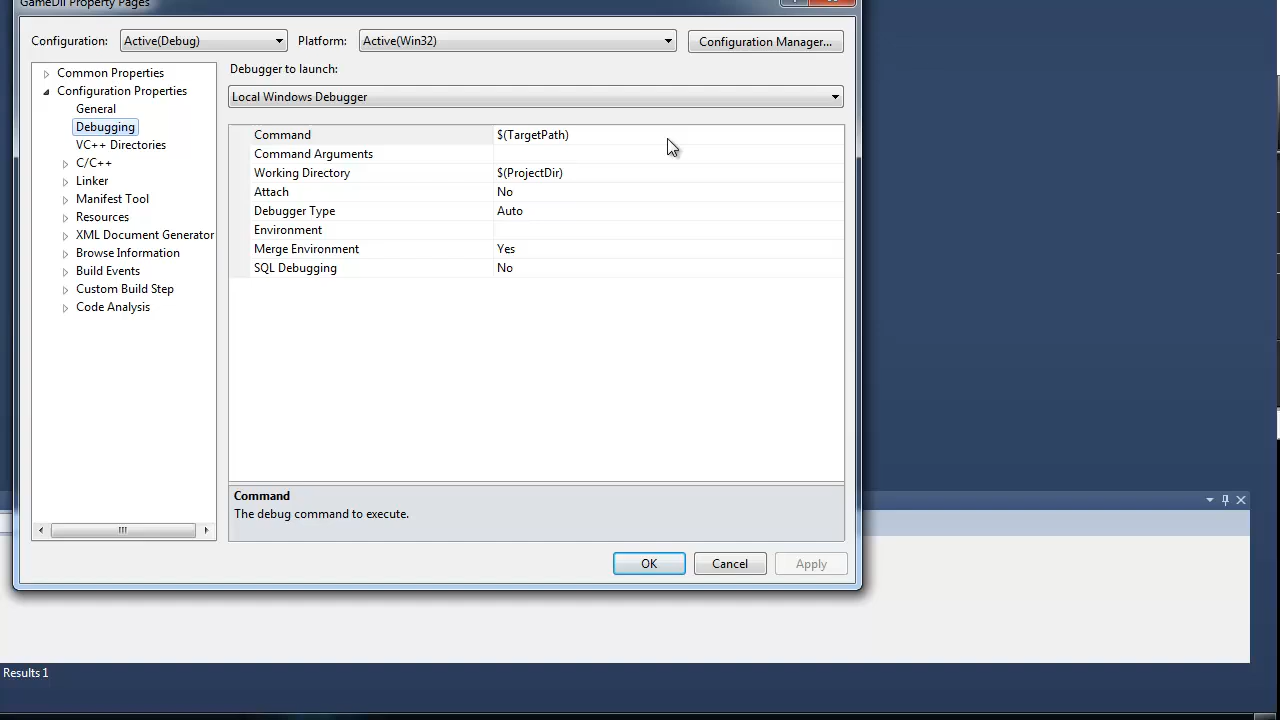 GameDll Property Pages
Configuration: Active(Debug) Platform: Active(Win32) Configuration Manager...
Common Properties
Configuration Properties
General
Debugging
VC++ Directories
C/C++
Linker
Manifest Tool
Resources
XML Document Generator
Browse Information
Build Events
Custom Build Step
Code Analysis
Debugger to launch:
Local Windows Debugger
Command $(TargetPath)
Command Arguments
Working Directory $(ProjectDir)
Attach No
Debugger Type Auto
Environment
Merge Environment Yes
SQL Debugging No
Command
The debug command to execute.
OK Cancel Apply
Results 1